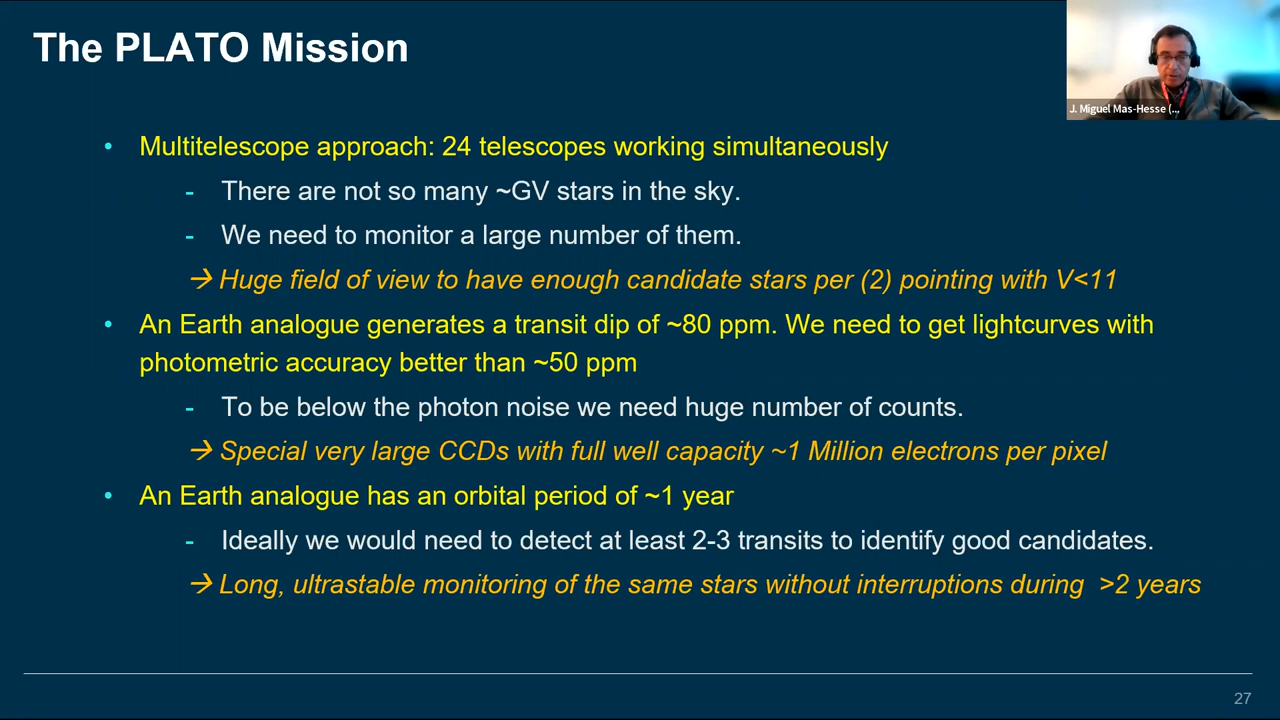 The PLATO Mission
J. Miguel Mas-Hesse (...
• Multitelescope approach: 24 telescopes working simultaneously
- There are not so many ~GV stars in the sky.
- We need to monitor a large number of them.
→ Huge field of view to have enough candidate stars per (2) pointing with V<11
• An Earth analogue generates a transit dip of ~80 ppm. We need to get lightcurves with
photometric accuracy better than ~50 ppm
- To be below the photon noise we need huge number of counts.
→ Special very large CCDs with full well capacity ~1 Million electrons per pixel
• An Earth analogue has an orbital period of ~1 year
- Ideally we would need to detect at least 2-3 transits to identify good candidates.
→ Long, ultrastable monitoring of the same stars without interruptions during >2 years
27